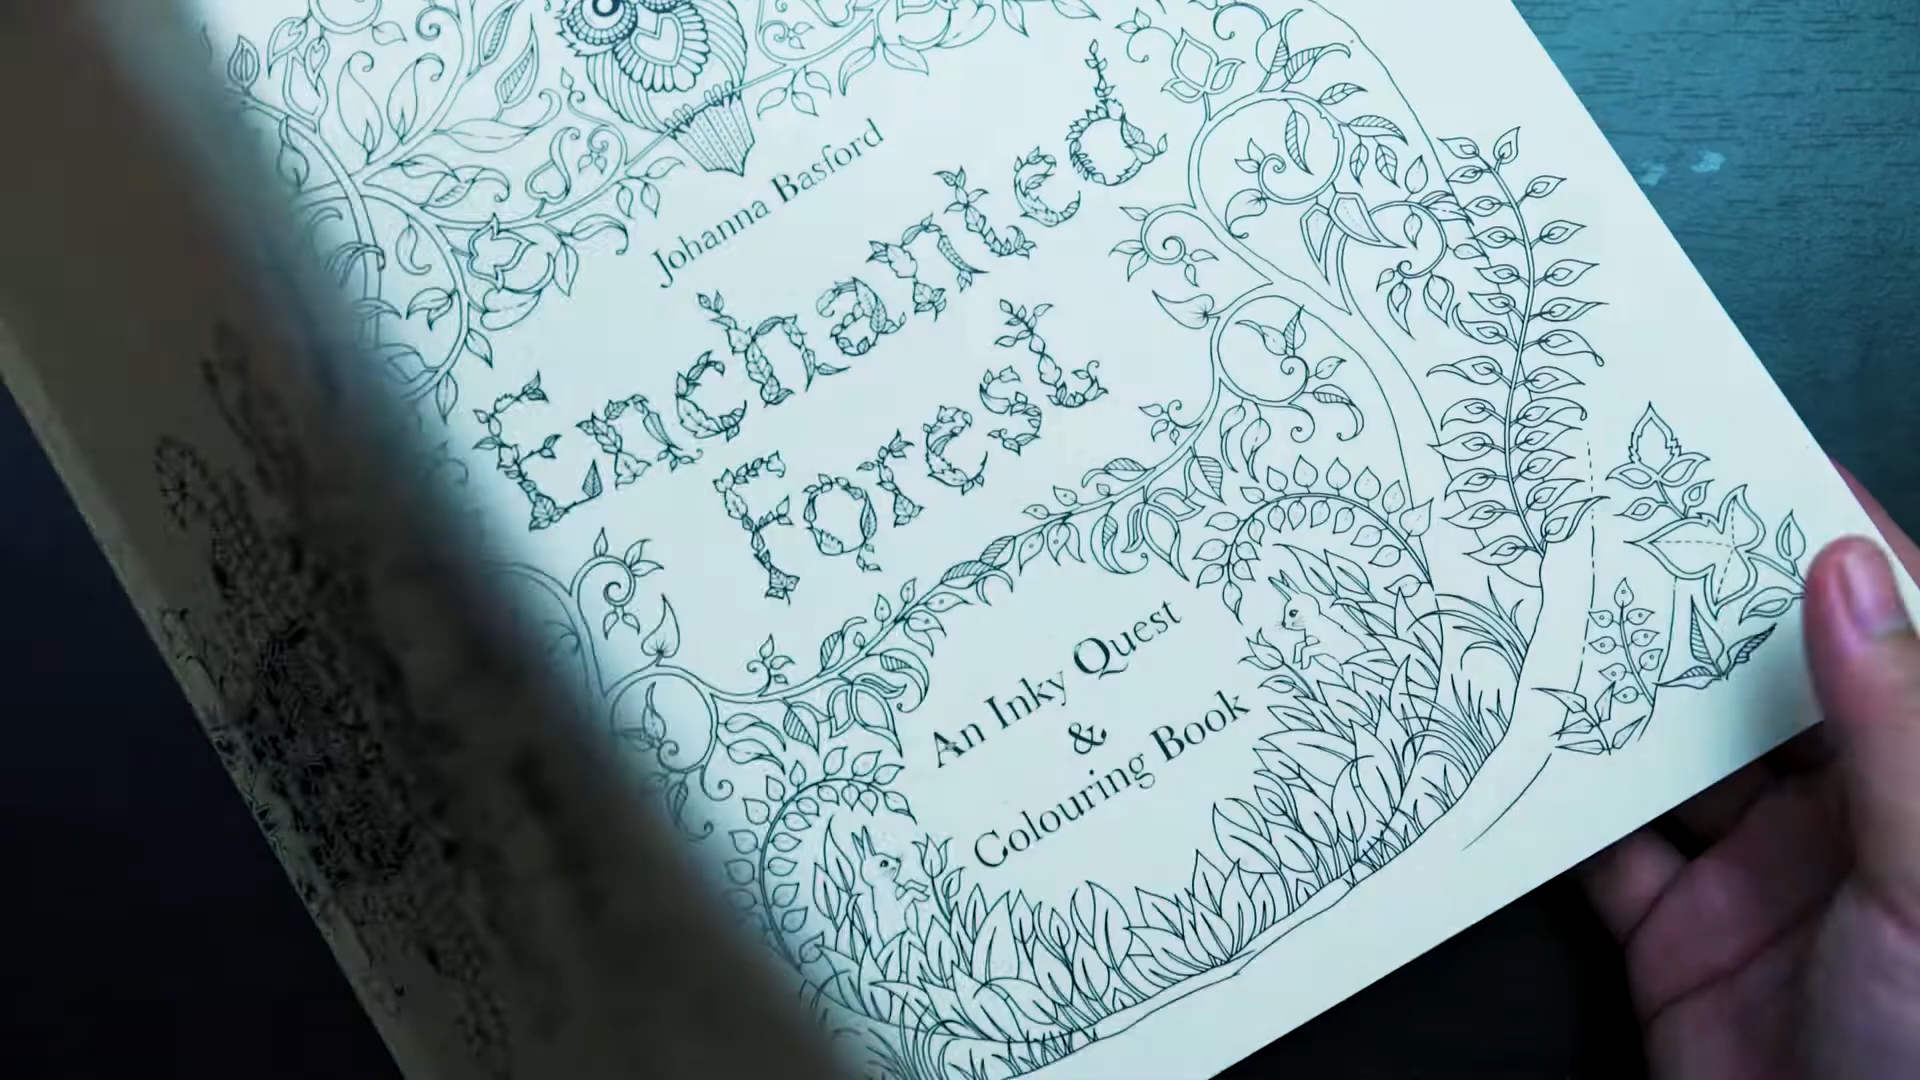 Johanna Basford
Enchanted
Forest
An Inky Quest
&
Colouring Book